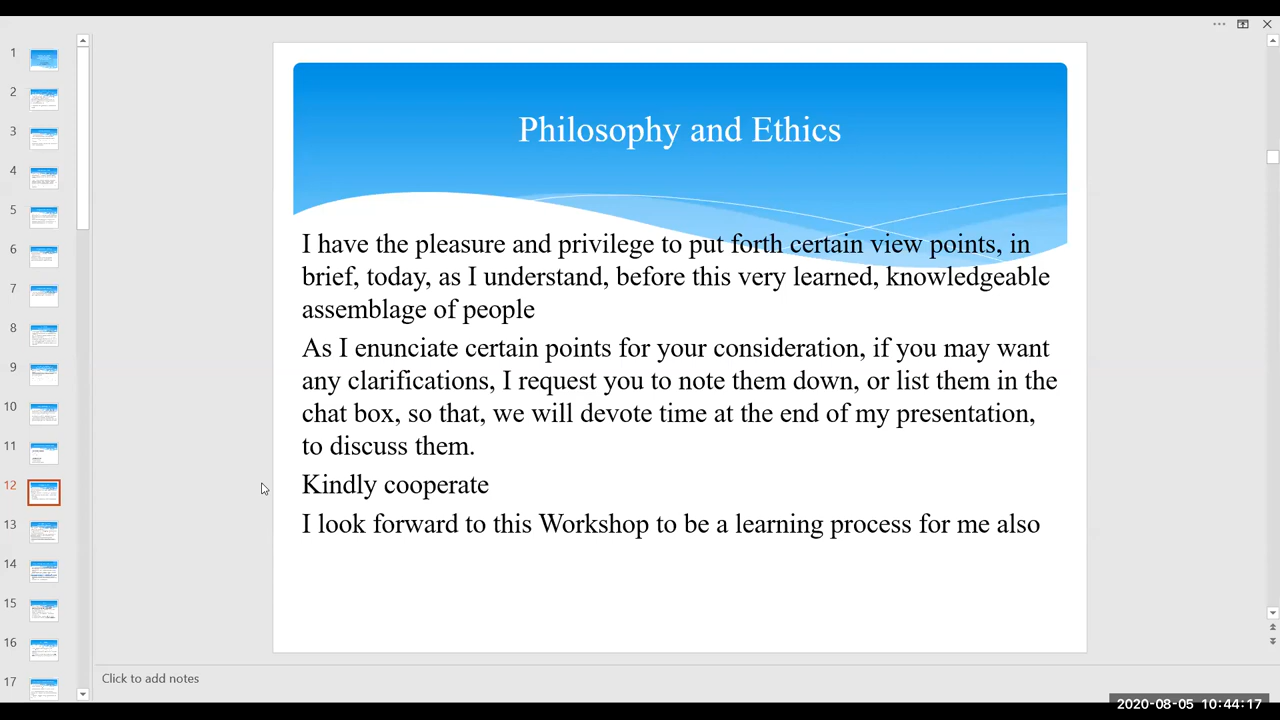 1
2
3
4
5
6
7
8
9
10
11
12
13
14
15
16
17
Philosophy and Ethics
I have the pleasure and privilege to put forth certain view points, in
brief, today, as I understand, before this very learned, knowledgeable
assemblage of people
As I enunciate certain points for your consideration, if you may want
any clarifications, I request you to note them down, or list them in the
chat box, so that, we will devote time at the end of my presentation,
to discuss them.
Kindly cooperate
I look forward to this Workshop to be a learning process for me also
Click to add notes
2020-08-05 10:44:17